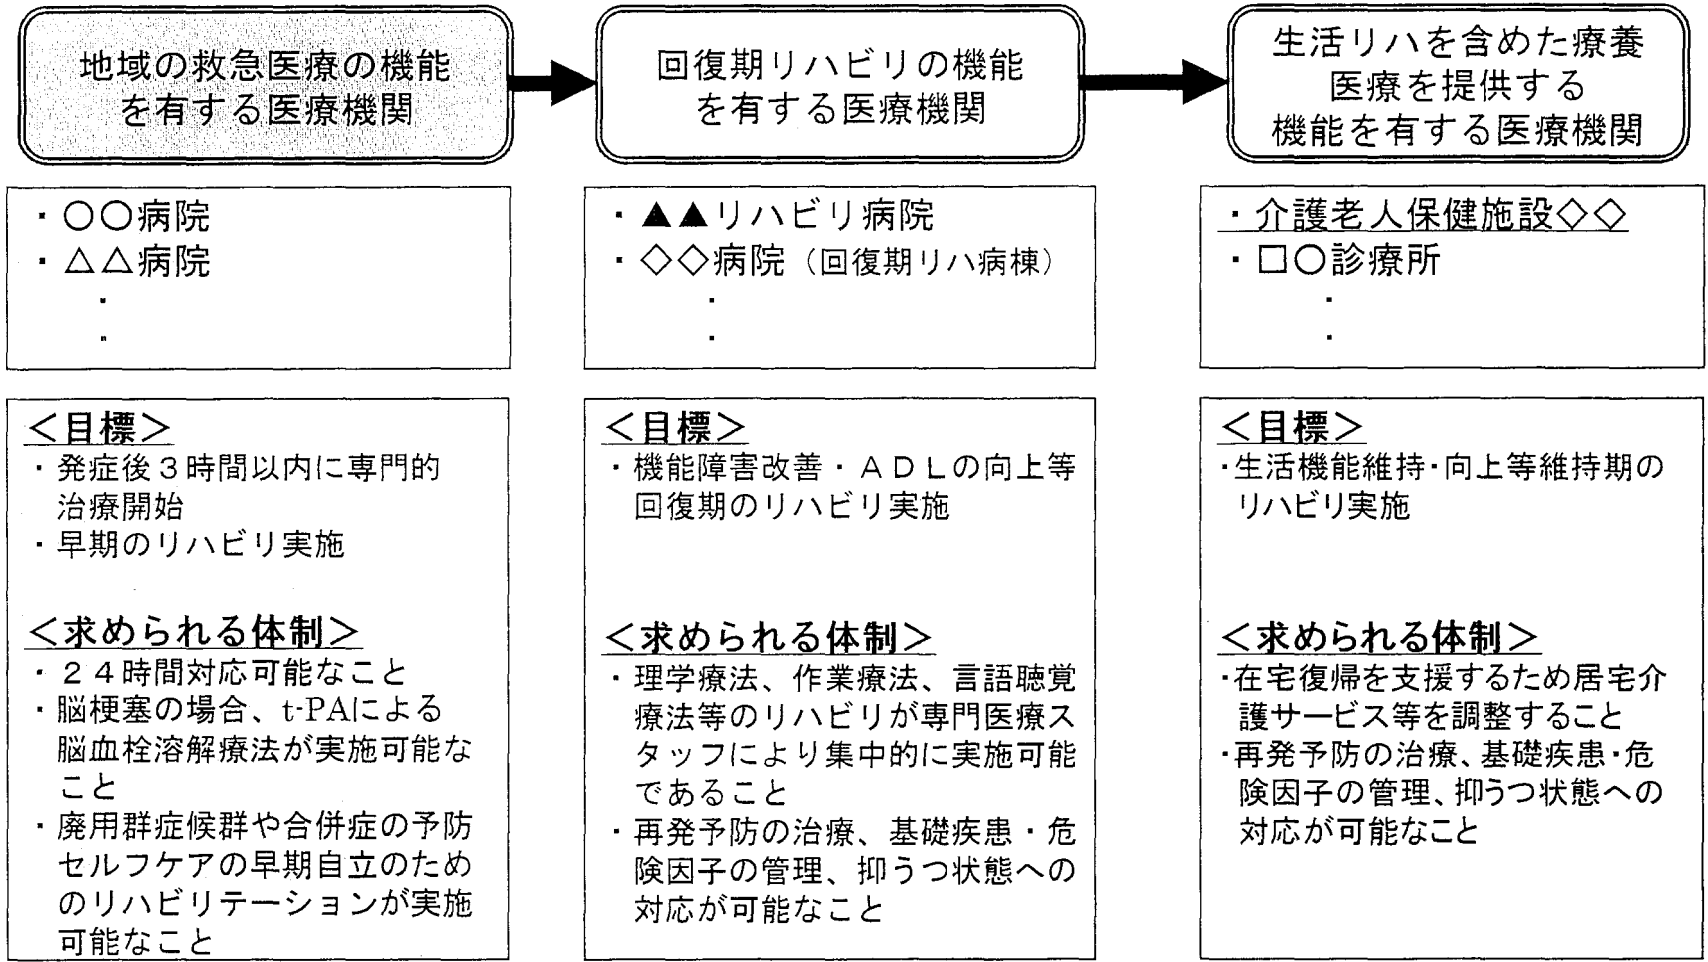 地域の救急医療の機能
を有する医療機関
回復期リハビリの機能
を有する医療機関
生活リハを含めた療養
医療を提供する
機能を有する医療機関
・〇〇病院
・△△病院
・
・
・▲▲リハビリ病院
・◇◇病院（回復期リハ病棟）
・
・
・介護老人保健施設◇◇
・□〇診療所
・
・
＜目標＞
・発症後３時間以内に専門的
治療開始
・早期のリハビリ実施
＜求められる体制＞
・２４時間対応可能なこと
・脳梗塞の場合、t-PAによる
脳血栓溶解療法が実施可能な
こと
・廃用群症候群や合併症の予防
セルフケアの早期自立のため
のリハビリテーションが実施
可能なこと
＜目標＞
・機能障害改善・ＡＤＬの向上等
回復期のリハビリ実施
＜求められる体制＞
・理学療法、作業療法、言語聴覚
療法等のリハビリが専門医療ス
タッフにより集中的に実施可能
であること
・再発予防の治療、基礎疾患・危
険因子の管理、抑うつ状態への
対応が可能なこと
＜目標＞
・生活機能維持・向上等維持期の
リハビリ実施
＜求められる体制＞
・在宅復帰を支援するため居宅介
護サービス等を調整すること
・再発予防の治療、基礎疾患・危
険因子の管理、抑うつ状態への
対応が可能なこと